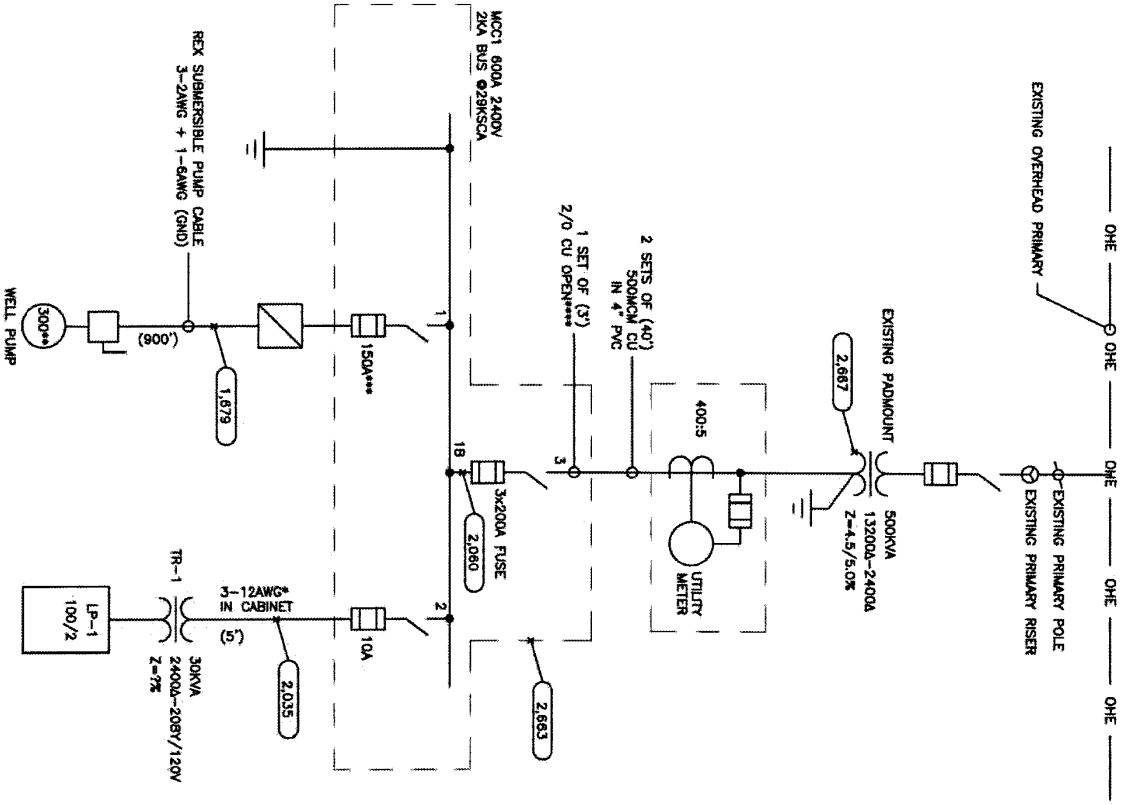 OHE
OHE
OHE
OHE
OHE
EXISTING OVERHEAD PRIMARY
EXISTING PRIMARY POLE
EXISTING PRIMARY RISER
EXISTING PADMOUNT
500KVA
13200Δ-2400Δ
Z=4.5/5.0%
2,667
400:5
UTILITY
METER
2 SETS OF (40')
500MCM CU
IN 4" PVC
1 SET OF (3')
2/0 CU OPEN****
MCC1 600A 2400V
2KA BUS @29KSCA
3
3x200A FUSE
1B
2,060
2,663
1
150A***
2
10A
REX SUBMERSIBLE PUMP CABLE
3-2AWG + 1-6AWG (GND)
(900')
1,679
300**
WELL PUMP
3-12AWG*
IN CABINET
(5')
2,035
TR-1
30KVA
2400Δ-208Y/120V
Z=?%
LP-1
100/2